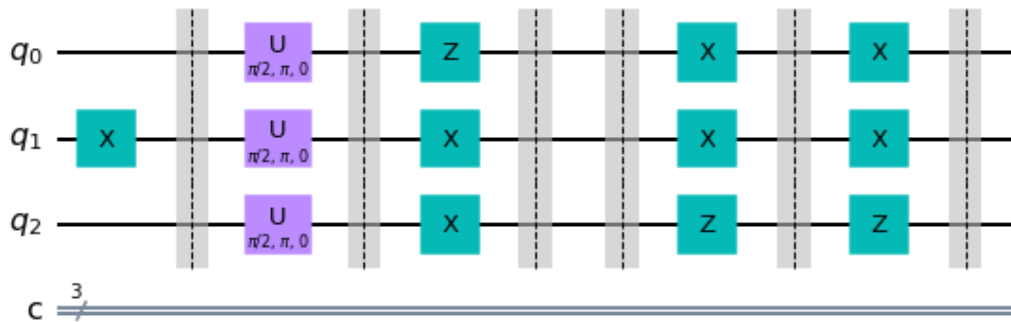 q0 U π/2, π, 0 Z X X
q1 X U π/2, π, 0 X X X
q2 U π/2, π, 0 X Z Z
c 3